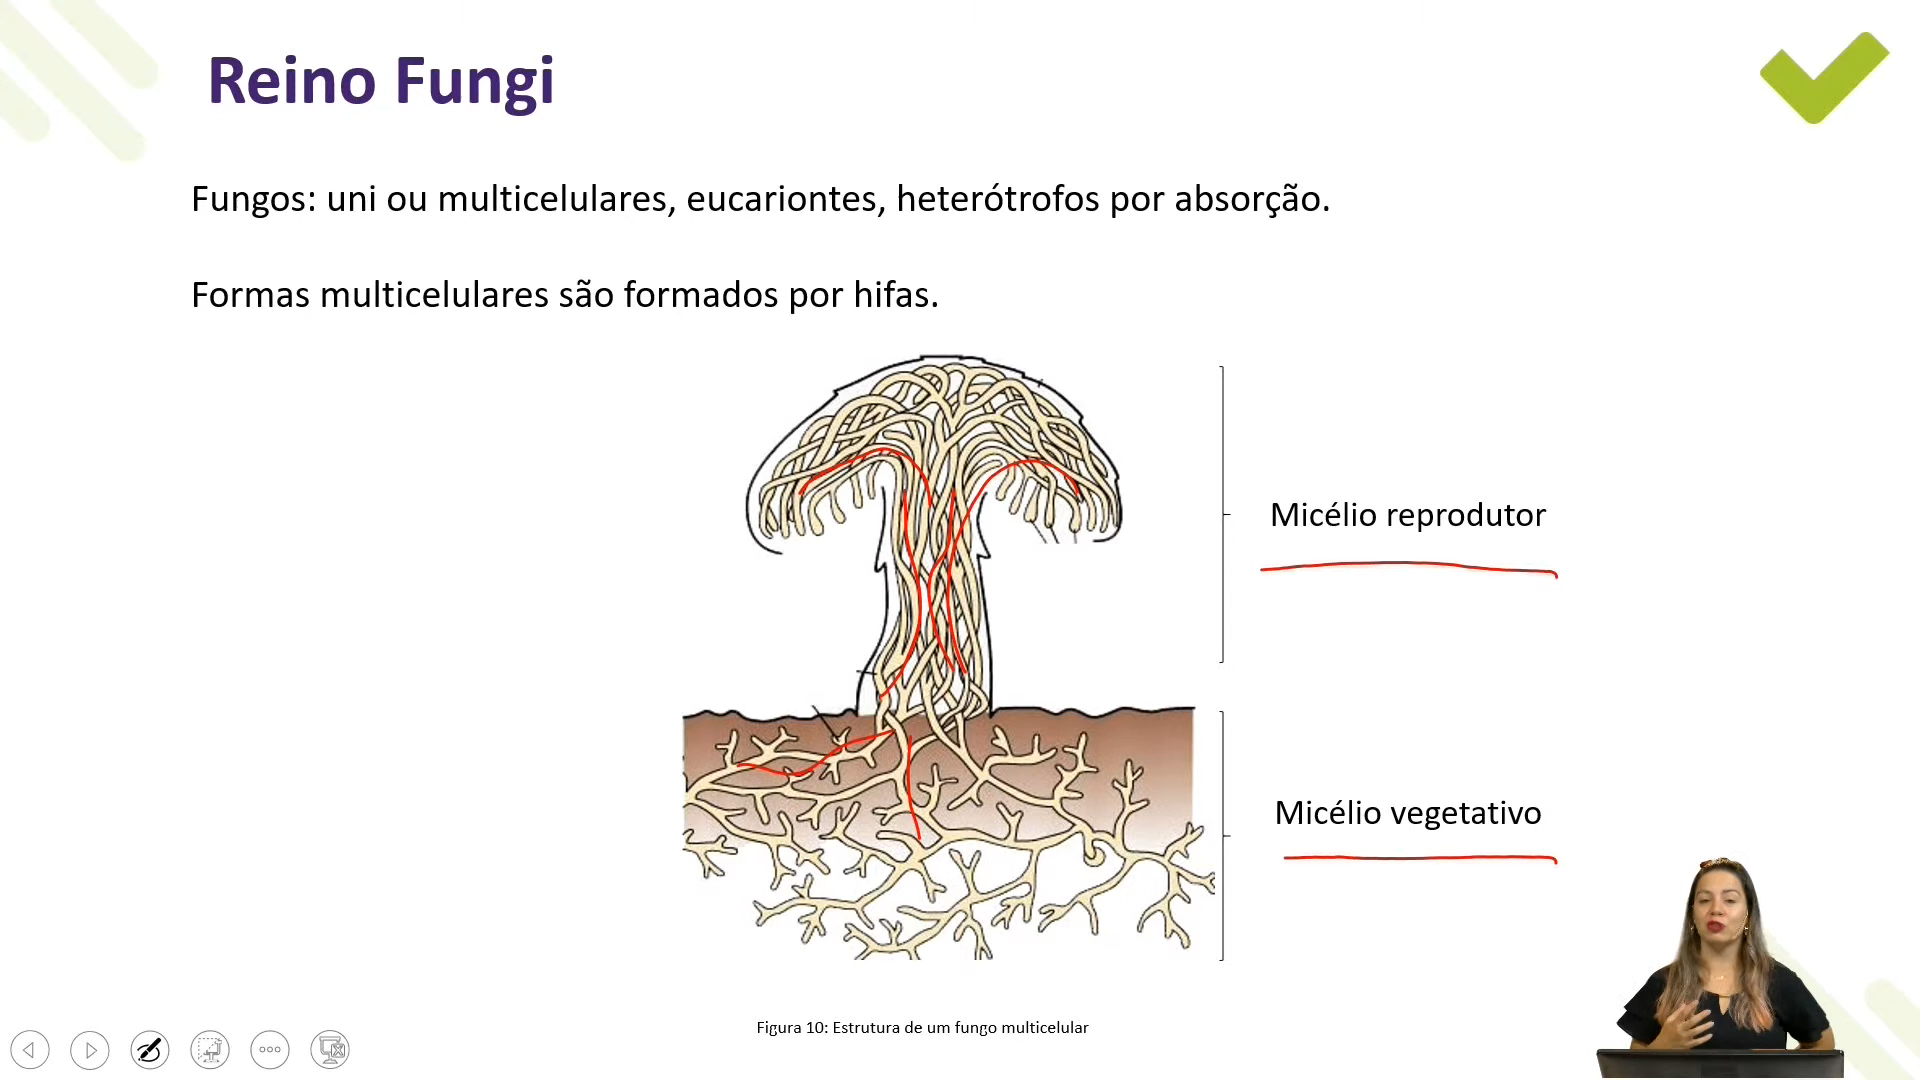 Reino Fungi
Fungos: uni ou multicelulares, eucariontes, heterótrofos por absorção.
Formas multicelulares são formados por hifas.
Micélio reprodutor
Micélio vegetativo
Figura 10: Estrutura de um fungo multicelular